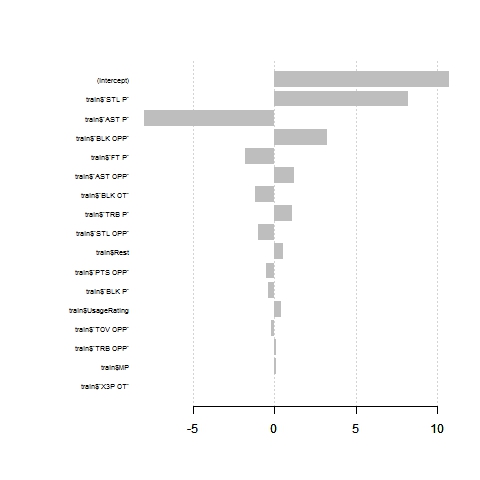 (Intercept)
train$"STL P"
train$"AST P"
train$"BLK OPP"
train$"FT P"
train$"AST OPP"
train$"BLK OT"
train$"TRB P"
train$"STL OPP"
train$Rest
train$"PTS OPP"
train$"BLK P"
train$UsageRating
train$"TOV OPP"
train$"TRB OPP"
train$MP
train$"X3P OT"
-5 0 5 10